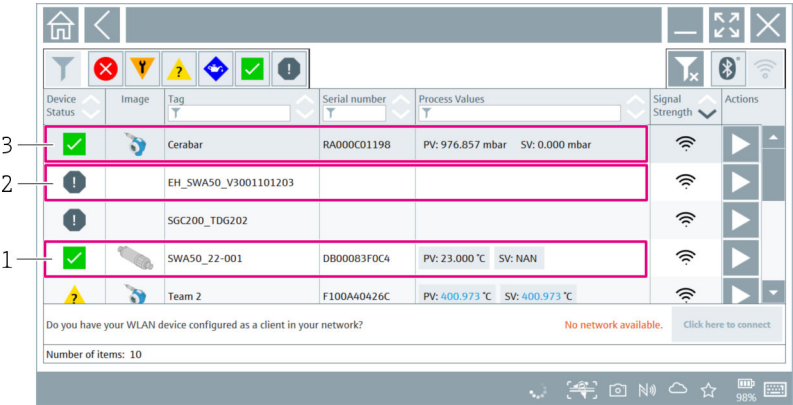 Device Status
Image
Tag
Serial number
Process Values
Signal Strength
Actions
3
Cerabar RA000C01198 PV: 976.857 mbar SV: 0.000 mbar
2
EH_SWA50_V3001101203
SGC200_TDG202
1
SWA50_22-001 DB00083F0C4 PV: 23.000 °C SV: NAN
Team 2 F100A40426C PV: 400.973 °C SV: 400.973 °C
Do you have your WLAN device configured as a client in your network? No network available. Click here to connect
Number of items: 10
98%